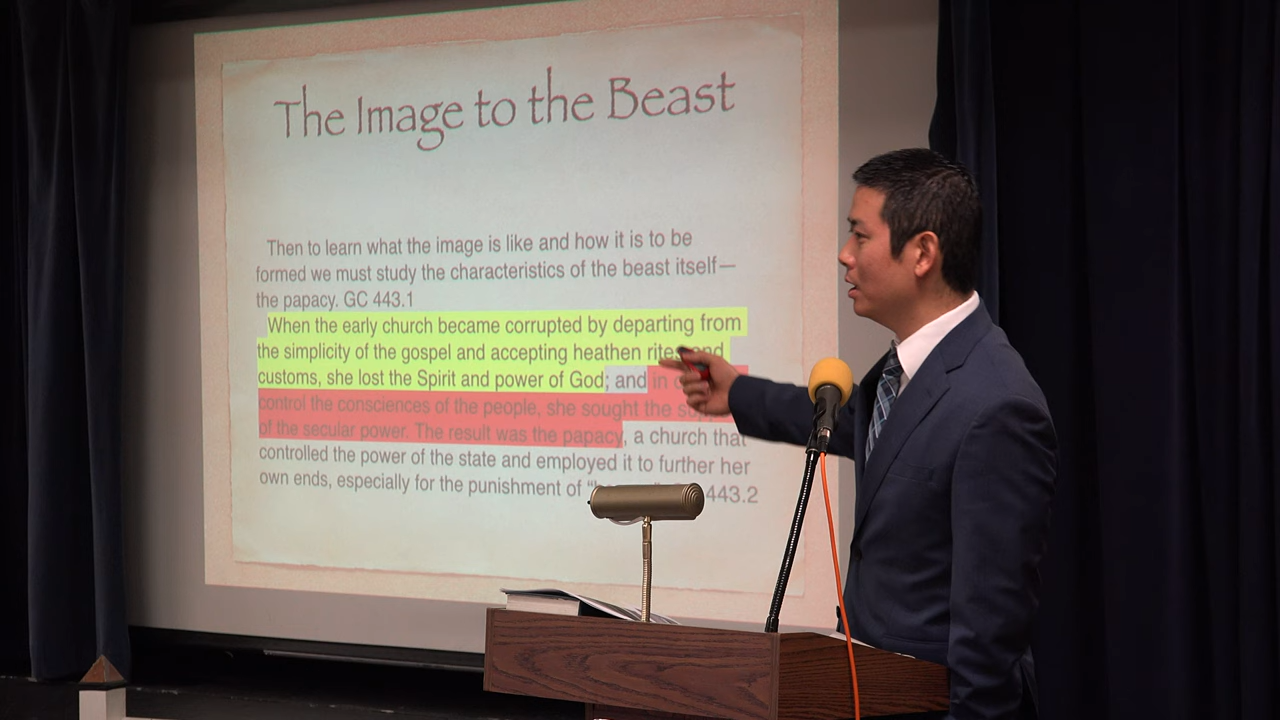 The Image to the Beast
Then to learn what the image is like and how it is to be
formed we must study the characteristics of the beast itself—
the papacy. GC 443.1
When the early church became corrupted by departing from
the simplicity of the gospel and accepting heathen rites and
customs, she lost the Spirit and power of God; and in
control the consciences of the people, she sought the
of the secular power. The result was the papacy, a church that
controlled the power of the state and employed it to further her
own ends, especially for the punishment of 443.2